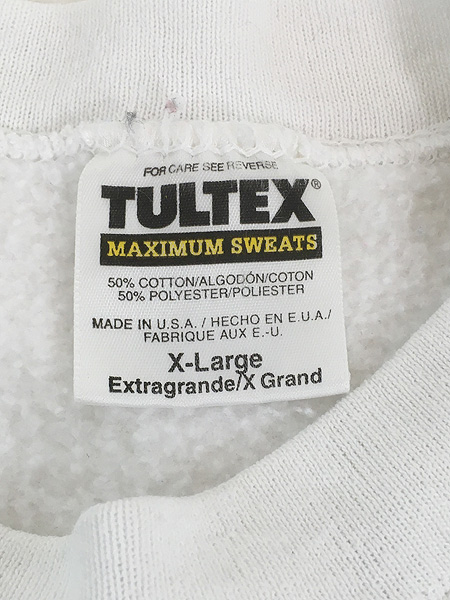 FOR CARE SEE REVERSE
TULTEX®
MAXIMUM SWEATS
50% COTTON/ALGODÓN/COTON
50% POLYESTER/POLIESTER
MADE IN U.S.A. / HECHO EN E.U.A./
FABRIQUE AUX E.-U.
X-Large
Extragrande/X Grand